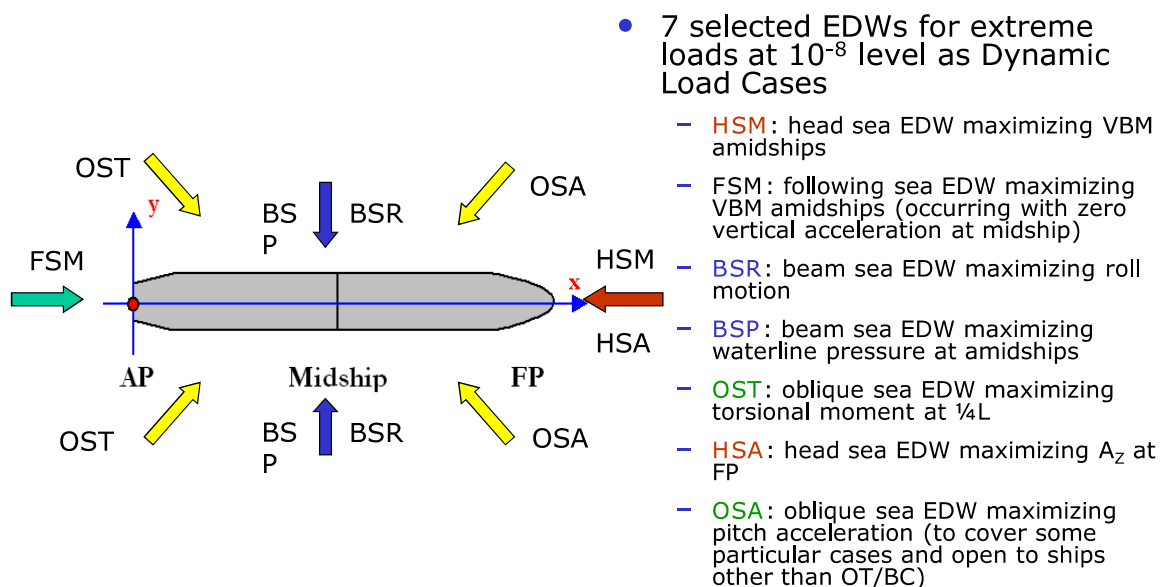 OST
OSA
y
BS
P
BSR
FSM
HSM
x
HSA
AP
Midship
FP
OST
BS
P
BSR
OSA
• 7 selected EDWs for extreme
loads at 10⁻⁸ level as Dynamic
Load Cases
– HSM: head sea EDW maximizing VBM
amidships
– FSM: following sea EDW maximizing
VBM amidships (occurring with zero
vertical acceleration at midship)
– BSR: beam sea EDW maximizing roll
motion
– BSP: beam sea EDW maximizing
waterline pressure at amidships
– OST: oblique sea EDW maximizing
torsional moment at ¼L
– HSA: head sea EDW maximizing A_Z at
FP
– OSA: oblique sea EDW maximizing
pitch acceleration (to cover some
particular cases and open to ships
other than OT/BC)